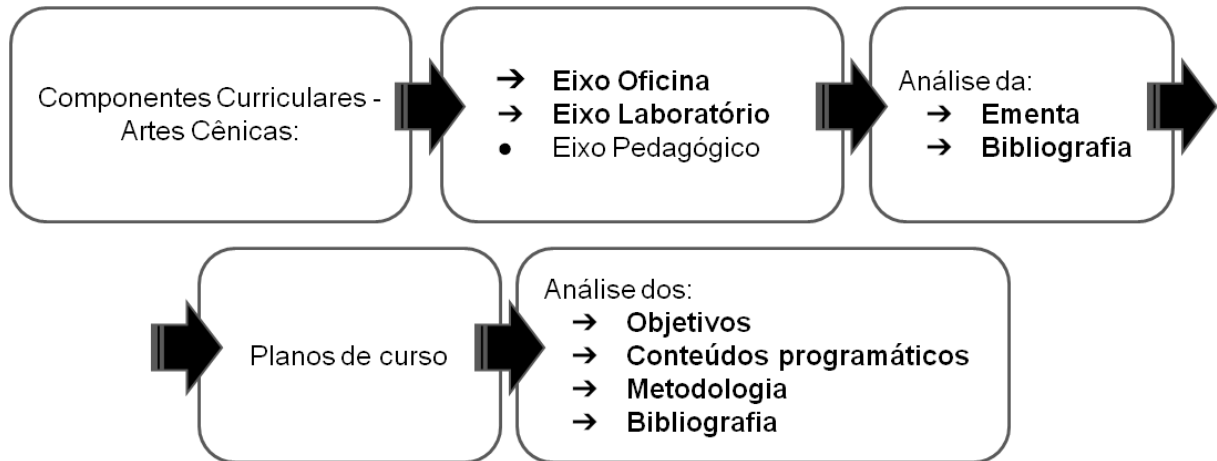 Componentes Curriculares -
Artes Cênicas:
➔ Eixo Oficina
➔ Eixo Laboratório
● Eixo Pedagógico
Análise da:
➔ Ementa
➔ Bibliografia
Planos de curso
Análise dos:
➔ Objetivos
➔ Conteúdos programáticos
➔ Metodologia
➔ Bibliografia